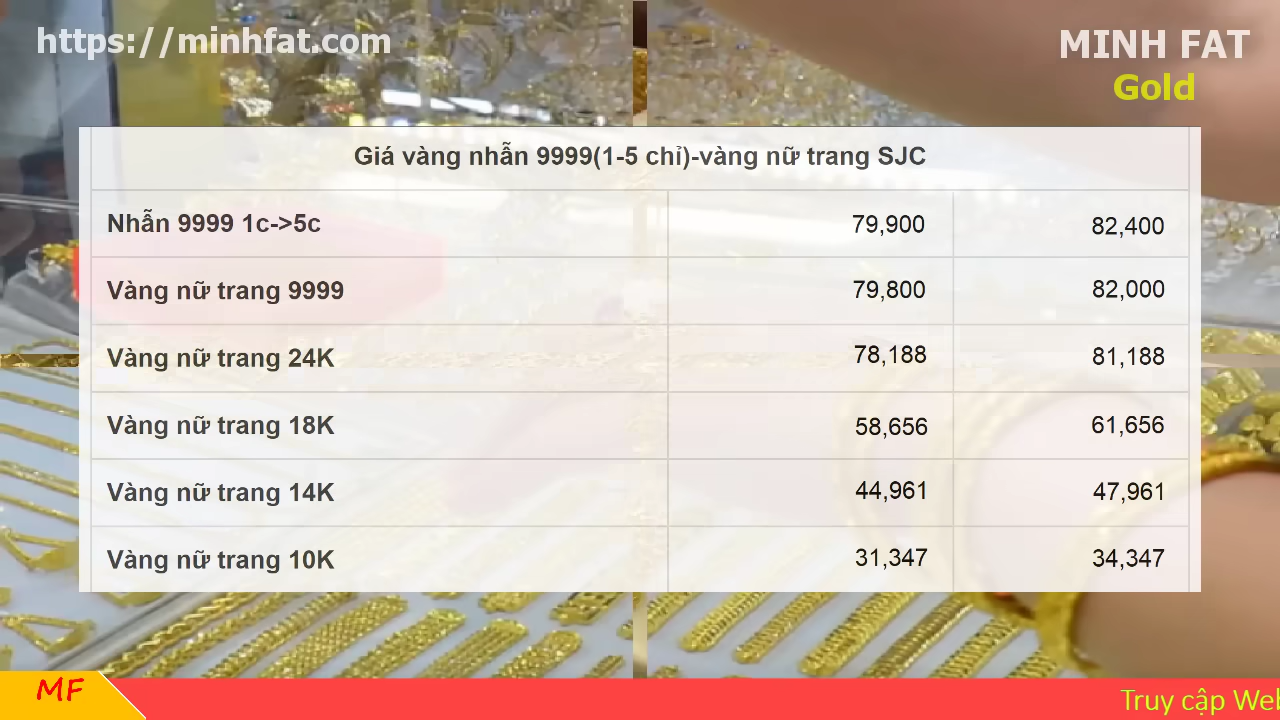 https://minhfat.com
MINH FAT
Gold
Giá vàng nhẫn 9999(1-5 chỉ)-vàng nữ trang SJC
Nhẫn 9999 1c->5c 79,900 82,400
Vàng nữ trang 9999 79,800 82,000
Vàng nữ trang 24K 78,188 81,188
Vàng nữ trang 18K 58,656 61,656
Vàng nữ trang 14K 44,961 47,961
Vàng nữ trang 10K 31,347 34,347
MF
Truy cập Web